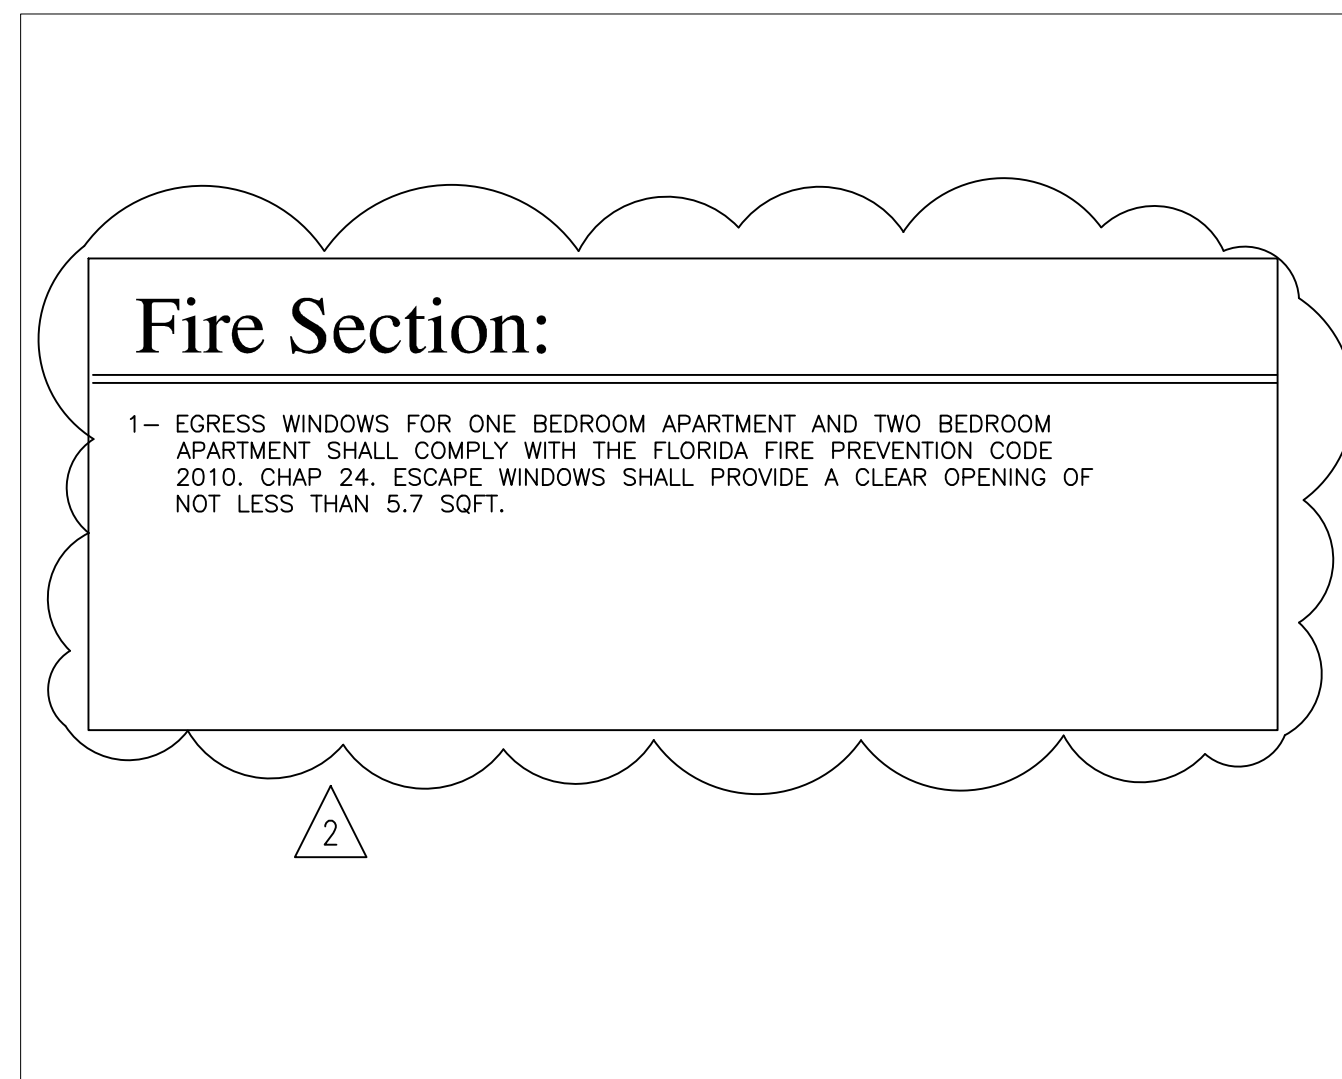 Fire Section:
1- EGRESS WINDOWS FOR ONE BEDROOM APARTMENT AND TWO BEDROOM
APARTMENT SHALL COMPLY WITH THE FLORIDA FIRE PREVENTION CODE
2010. CHAP 24. ESCAPE WINDOWS SHALL PROVIDE A CLEAR OPENING OF
NOT LESS THAN 5.7 SQFT.
2